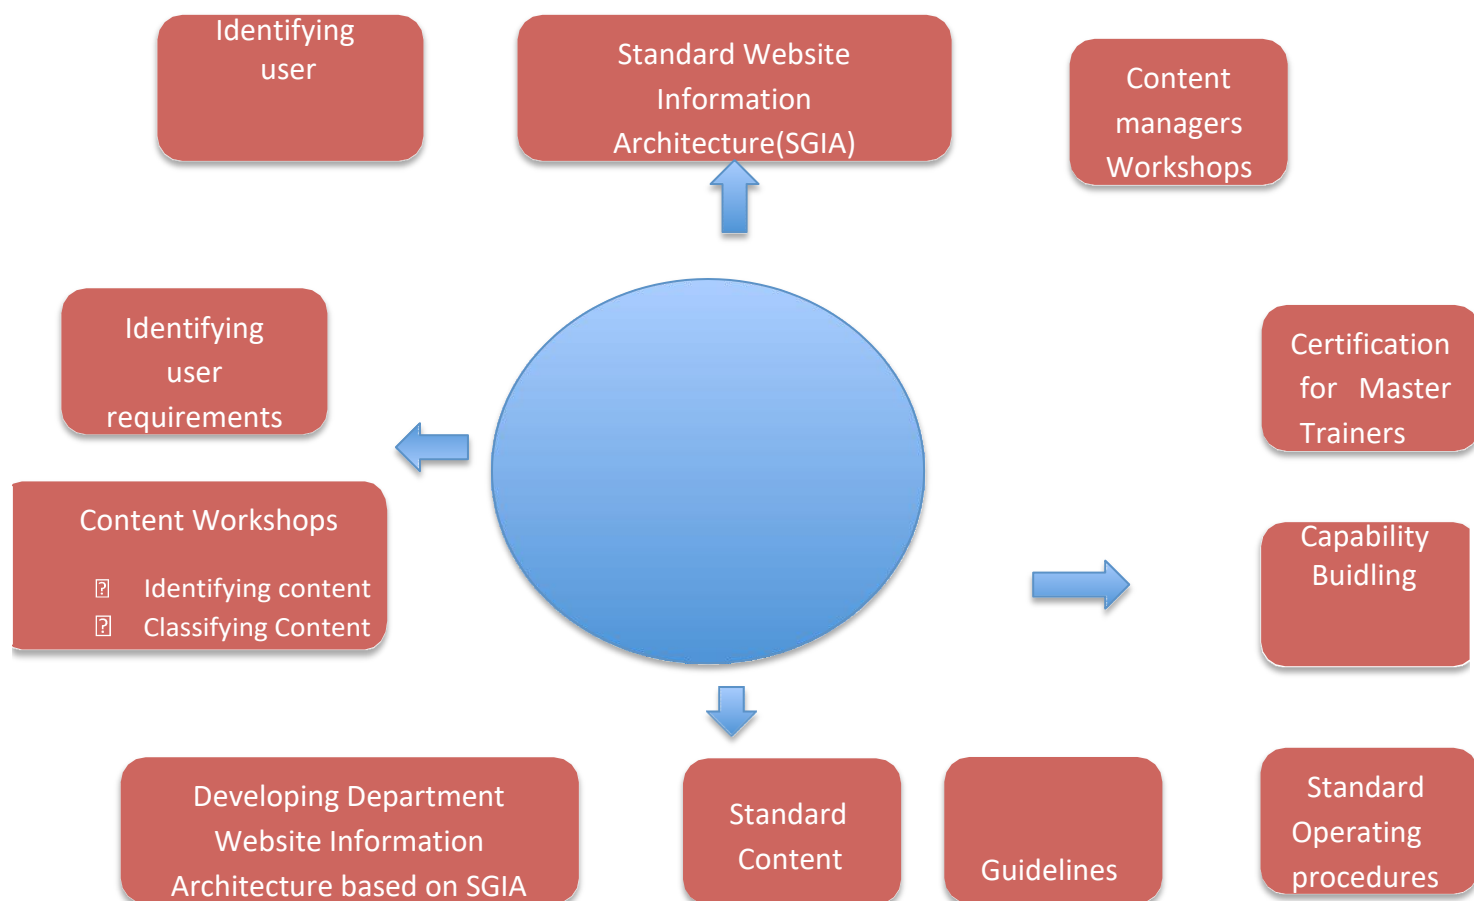 Identifying
user
Standard Website
Information
Architecture(SGIA)
Content
managers
Workshops
Identifying
user
requirements
Certification
for Master
Trainers
Content Workshops
Identifying content
Classifying Content
Capability
Buidling
Developing Department
Website Information
Architecture based on SGIA
Standard
Content
Guidelines
Standard
Operating
procedures